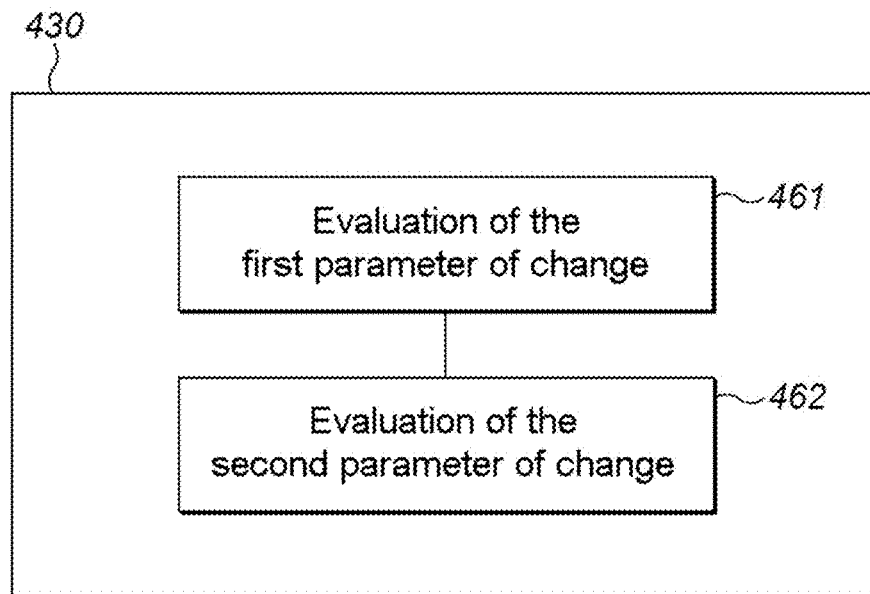 430
Evaluation of the
first parameter of change
461
Evaluation of the
second parameter of change
462